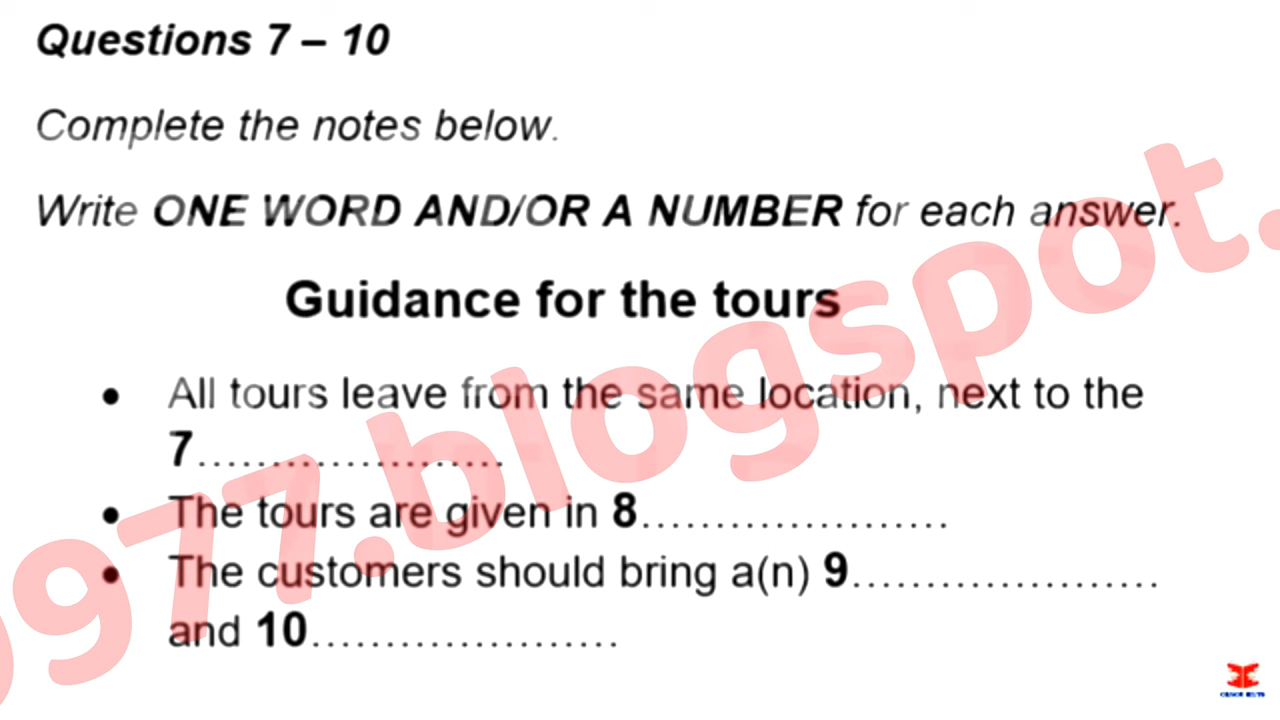 Questions 7 – 10
Complete the notes below.
Write ONE WORD AND/OR A NUMBER for each answer.
Guidance for the tours
● All tours leave from the same location, next to the
7.....................
● The tours are given in 8.....................
● The customers should bring a(n) 9.....................
and 10.....................
9977.blogspot.